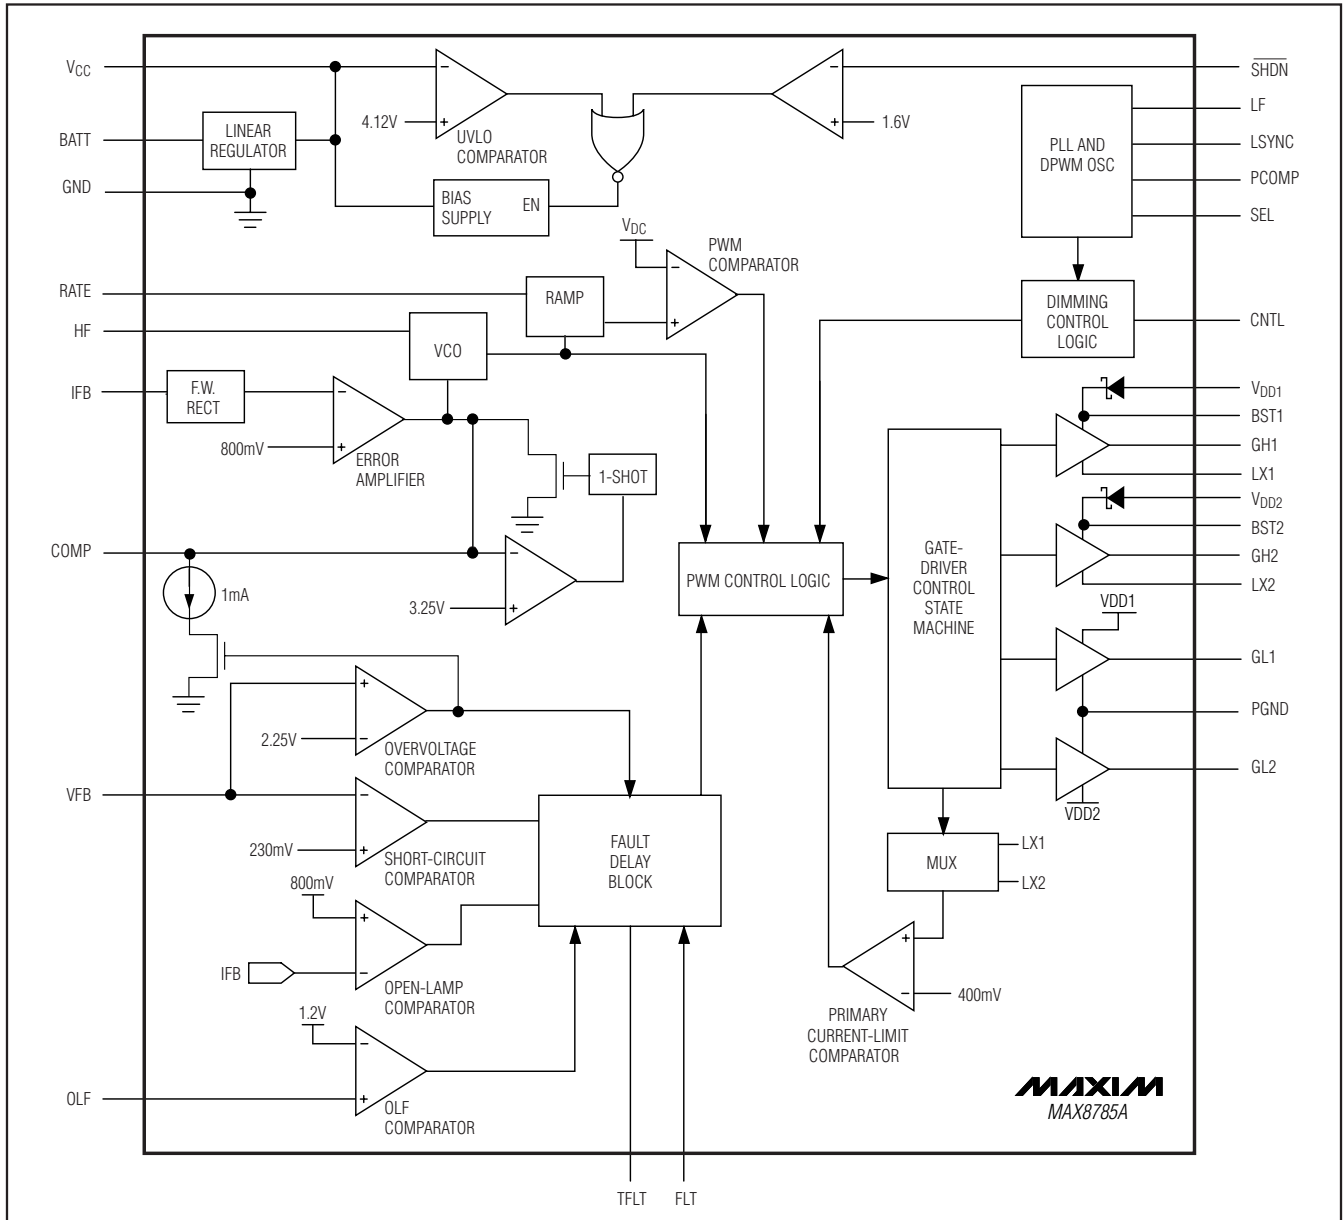 VCC
SHDN
4.12V
UVLO
COMPARATOR
1.6V
LINEAR
REGULATOR
BATT
GND
BIAS
SUPPLY
EN
PLL AND
DPWM OSC
LF
LSYNC
PCOMP
SEL
VDC
PWM
COMPARATOR
RATE
RAMP
HF
VCO
DIMMING
CONTROL
LOGIC
CNTL
IFB
F.W.
RECT
800mV
ERROR
AMPLIFIER
1-SHOT
VDD1
BST1
GH1
LX1
VDD2
BST2
GH2
LX2
COMP
1mA
3.25V
PWM CONTROL LOGIC
GATE-
DRIVER
CONTROL
STATE
MACHINE
VDD1
GL1
PGND
GL2
VDD2
2.25V
OVERVOLTAGE
COMPARATOR
VFB
230mV
SHORT-CIRCUIT
COMPARATOR
FAULT
DELAY
BLOCK
MUX
LX1
LX2
800mV
IFB
OPEN-LAMP
COMPARATOR
400mV
PRIMARY
CURRENT-LIMIT
COMPARATOR
1.2V
OLF
OLF
COMPARATOR
MAXIM
MAX8785A
TFLT
FLT